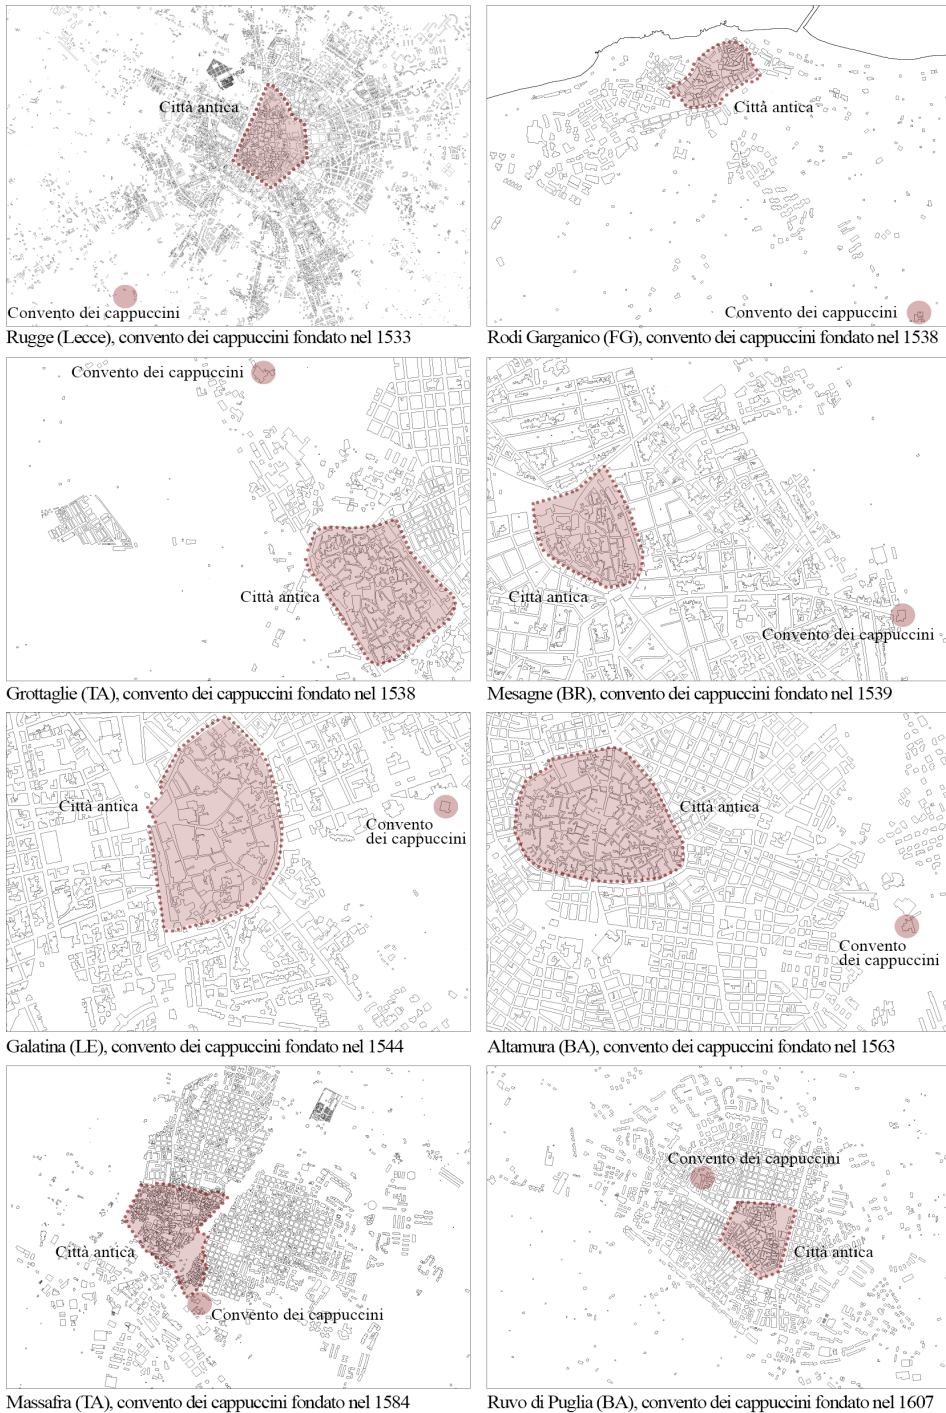 Città antica
Convento dei cappuccini
Rugge (Lecce), convento dei cappuccini fondato nel 1533
Città antica
Convento dei cappuccini
Rodi Garganico (FG), convento dei cappuccini fondato nel 1538
Convento dei cappuccini
Città antica
Grottaglie (TA), convento dei cappuccini fondato nel 1538
Città antica
Convento dei cappuccini
Mesagne (BR), convento dei cappuccini fondato nel 1539
Città antica
Convento
dei cappuccini
Galatina (LE), convento dei cappuccini fondato nel 1544
Città antica
Convento
dei cappuccini
Altamura (BA), convento dei cappuccini fondato nel 1563
Città antica
Convento dei cappuccini
Massafra (TA), convento dei cappuccini fondato nel 1584
Convento dei cappuccini
Città antica
Ruvo di Puglia (BA), convento dei cappuccini fondato nel 1607